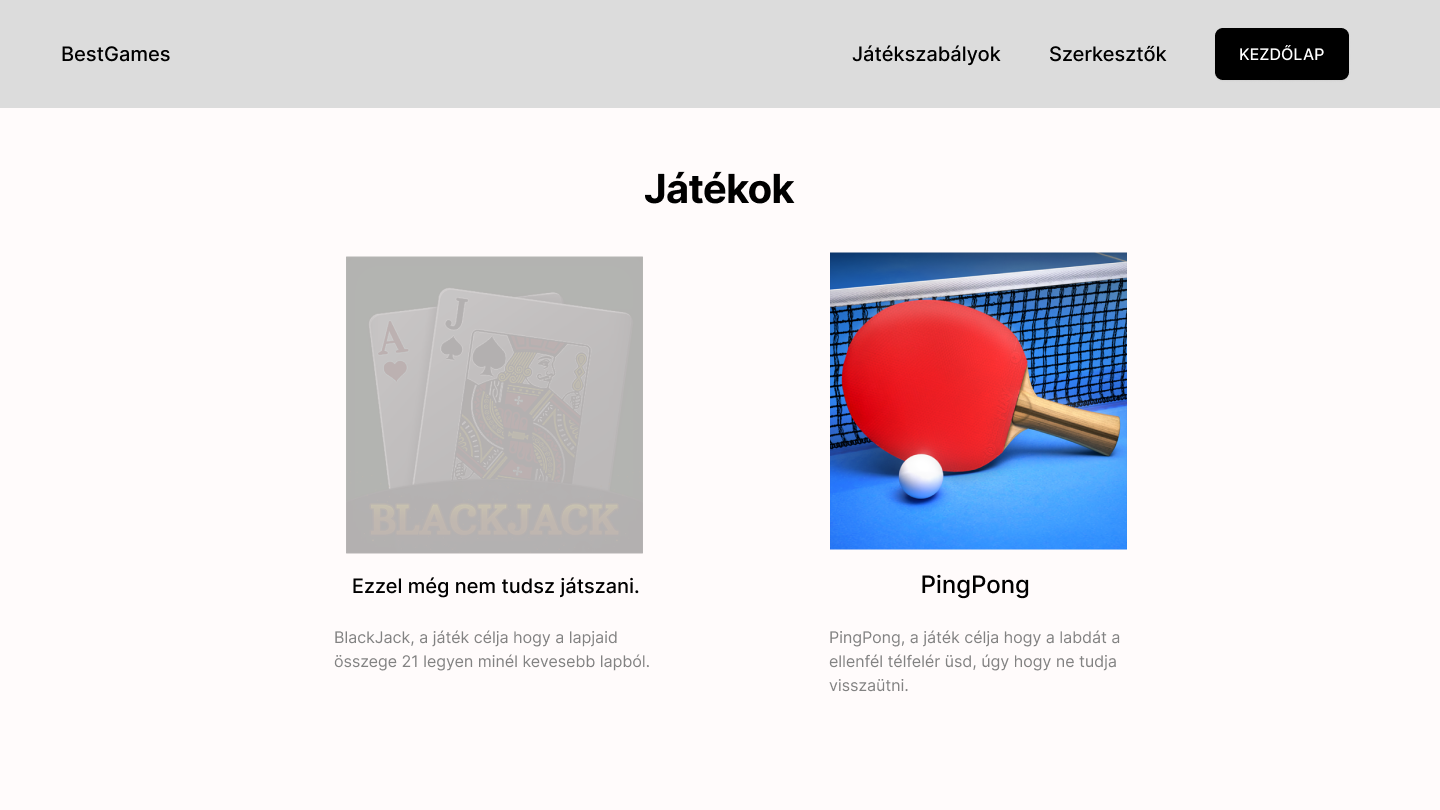 BestGames
Játékszabályok
Szerkesztők
KEZDŐLAP
Játékok
A
J
BLACKJACK
Ezzel még nem tudsz játszani.
PingPong
BlackJack, a játék célja hogy a lapjaid
összege 21 legyen minél kevesebb lapból.
PingPong, a játék célja hogy a labdát a
ellenfél télfelér üsd, úgy hogy ne tudja
visszaütni.